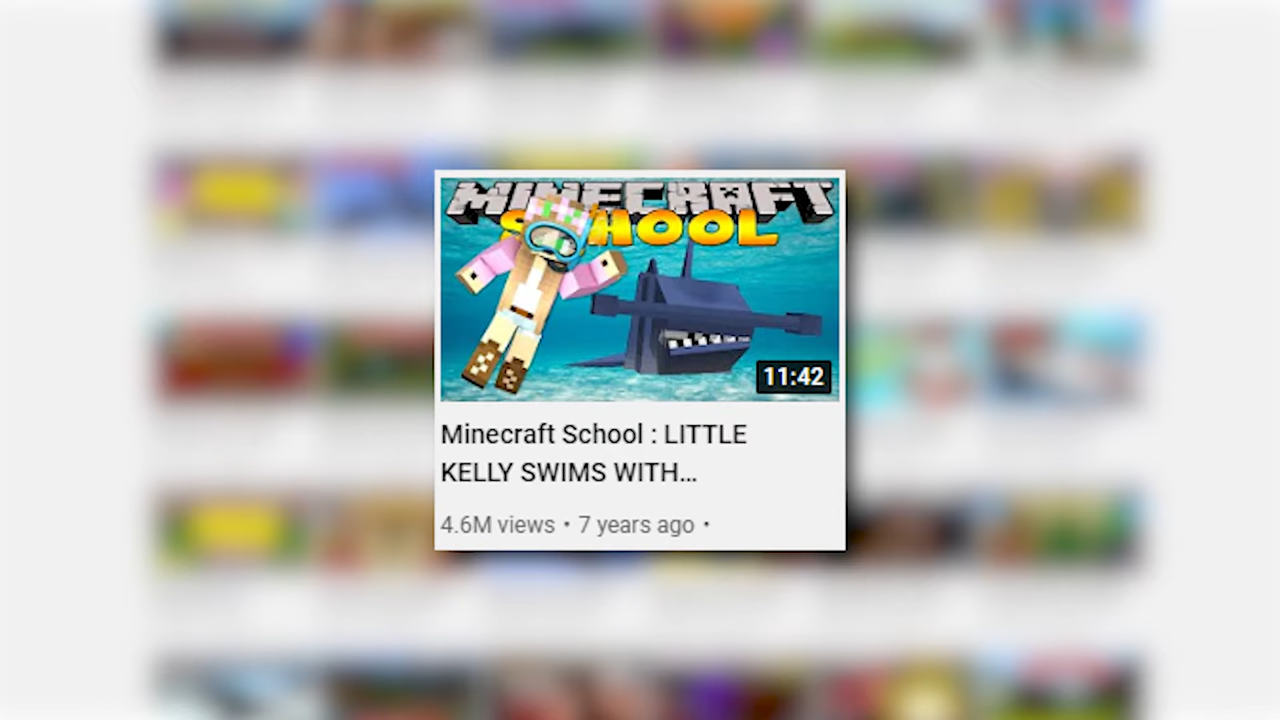 MINECRAFT
SCHOOL
11:42
Minecraft School : LITTLE
KELLY SWIMS WITH...
4.6M views • 7 years ago •